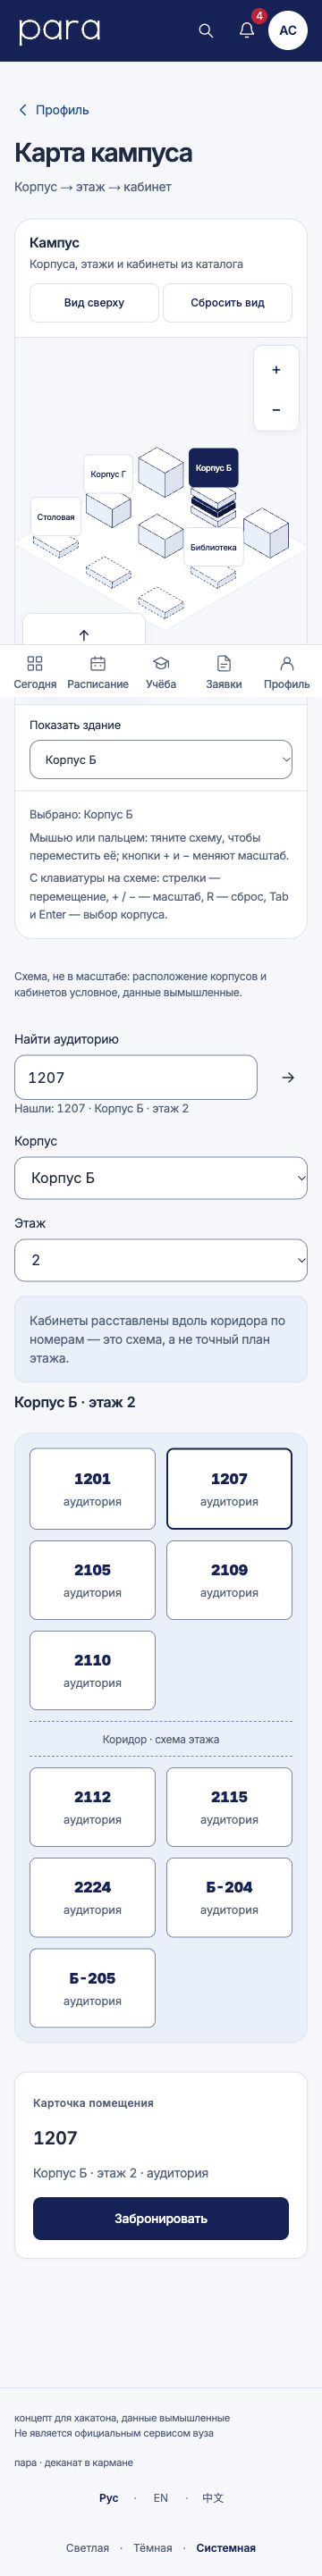 para
4
АС
Профиль
Карта кампуса
Корпус → этаж → кабинет
Кампус
Корпуса, этажи и кабинеты из каталога
Вид сверху
Сбросить вид
+
−
Корпус Г
Корпус Б
Столовая
Библиотека
↑
Сегодня
Расписание
Учёба
Заявки
Профиль
Показать здание
Корпус Б
Выбрано: Корпус Б
Мышью или пальцем: тяните схему, чтобы
переместить её; кнопки + и − меняют масштаб.
С клавиатуры на схеме: стрелки —
перемещение, + / − — масштаб, R — сброс, Tab
и Enter — выбор корпуса.
Схема, не в масштабе: расположение корпусов и
кабинетов условное, данные вымышленные.
Найти аудиторию
1207
→
Нашли: 1207 · Корпус Б · этаж 2
Корпус
Корпус Б
Этаж
2
Кабинеты расставлены вдоль коридора по
номерам — это схема, а не точный план
этажа.
Корпус Б · этаж 2
1201
аудитория
1207
аудитория
2105
аудитория
2109
аудитория
2110
аудитория
Коридор · схема этажа
2112
аудитория
2115
аудитория
2224
аудитория
Б-204
аудитория
Б-205
аудитория
Карточка помещения
1207
Корпус Б · этаж 2 · аудитория
Забронировать
концепт для хакатона, данные вымышленные
Не является официальным сервисом вуза
пара · деканат в кармане
Рус · EN · 中文
Светлая · Тёмная · Системная